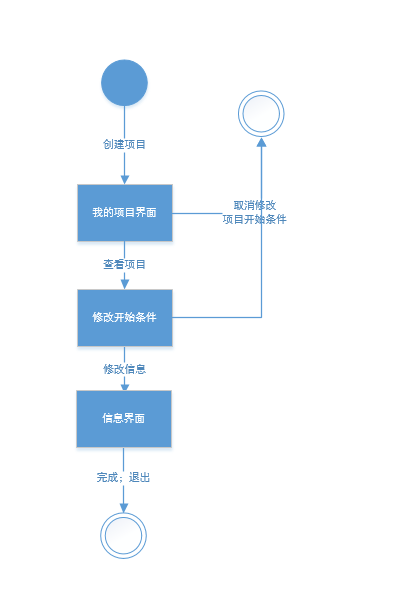 创建项目
我的项目界面
取消修改
项目开始条件
查看项目
修改开始条件
修改信息
信息界面
完成；退出